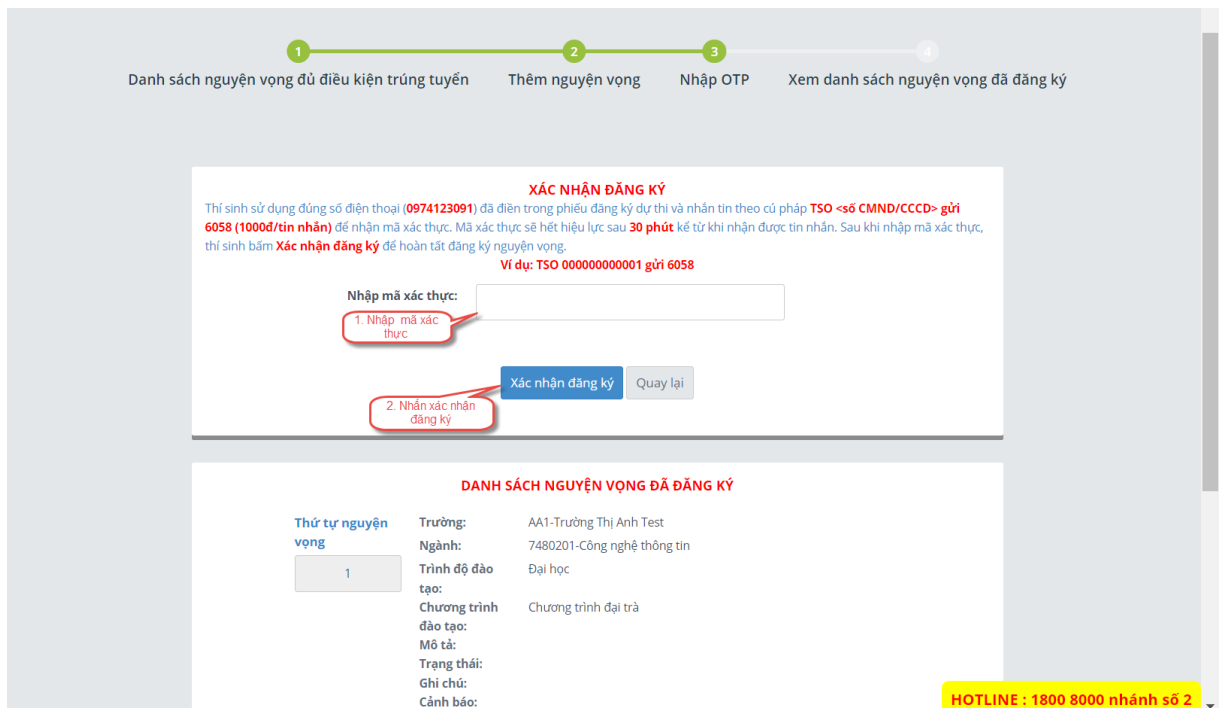 1
2
3
4
Danh sách nguyện vọng đủ điều kiện trúng tuyển
Thêm nguyện vọng
Nhập OTP
Xem danh sách nguyện vọng đã đăng ký
XÁC NHẬN ĐĂNG KÝ
Thí sinh sử dụng đúng số điện thoại (0974123091) đã điền trong phiếu đăng ký dự thi và nhắn tin theo cú pháp TSO <số CMND/CCCD> gửi
6058 (1000đ/tin nhắn) để nhận mã xác thực. Mã xác thực sẽ hết hiệu lực sau 30 phút kể từ khi nhận được tin nhắn. Sau khi nhập mã xác thực,
thí sinh bấm Xác nhận đăng ký để hoàn tất đăng ký nguyện vọng.
Ví dụ: TSO 000000000001 gửi 6058
Nhập mã xác thực:
1. Nhập mã xác
thực
Xác nhận đăng ký
Quay lại
2. Nhấn xác nhận
đăng ký
DANH SÁCH NGUYỆN VỌNG ĐÃ ĐĂNG KÝ
Thứ tự nguyện
vọng
1
Trường: AA1-Trường Thị Anh Test
Ngành: 7480201-Công nghệ thông tin
Trình độ đào Đại học
tạo:
Chương trình Chương trình đại trà
đào tạo:
Mô tả:
Trạng thái:
Ghi chú:
Cảnh báo:
HOTLINE : 1800 8000 nhánh số 2